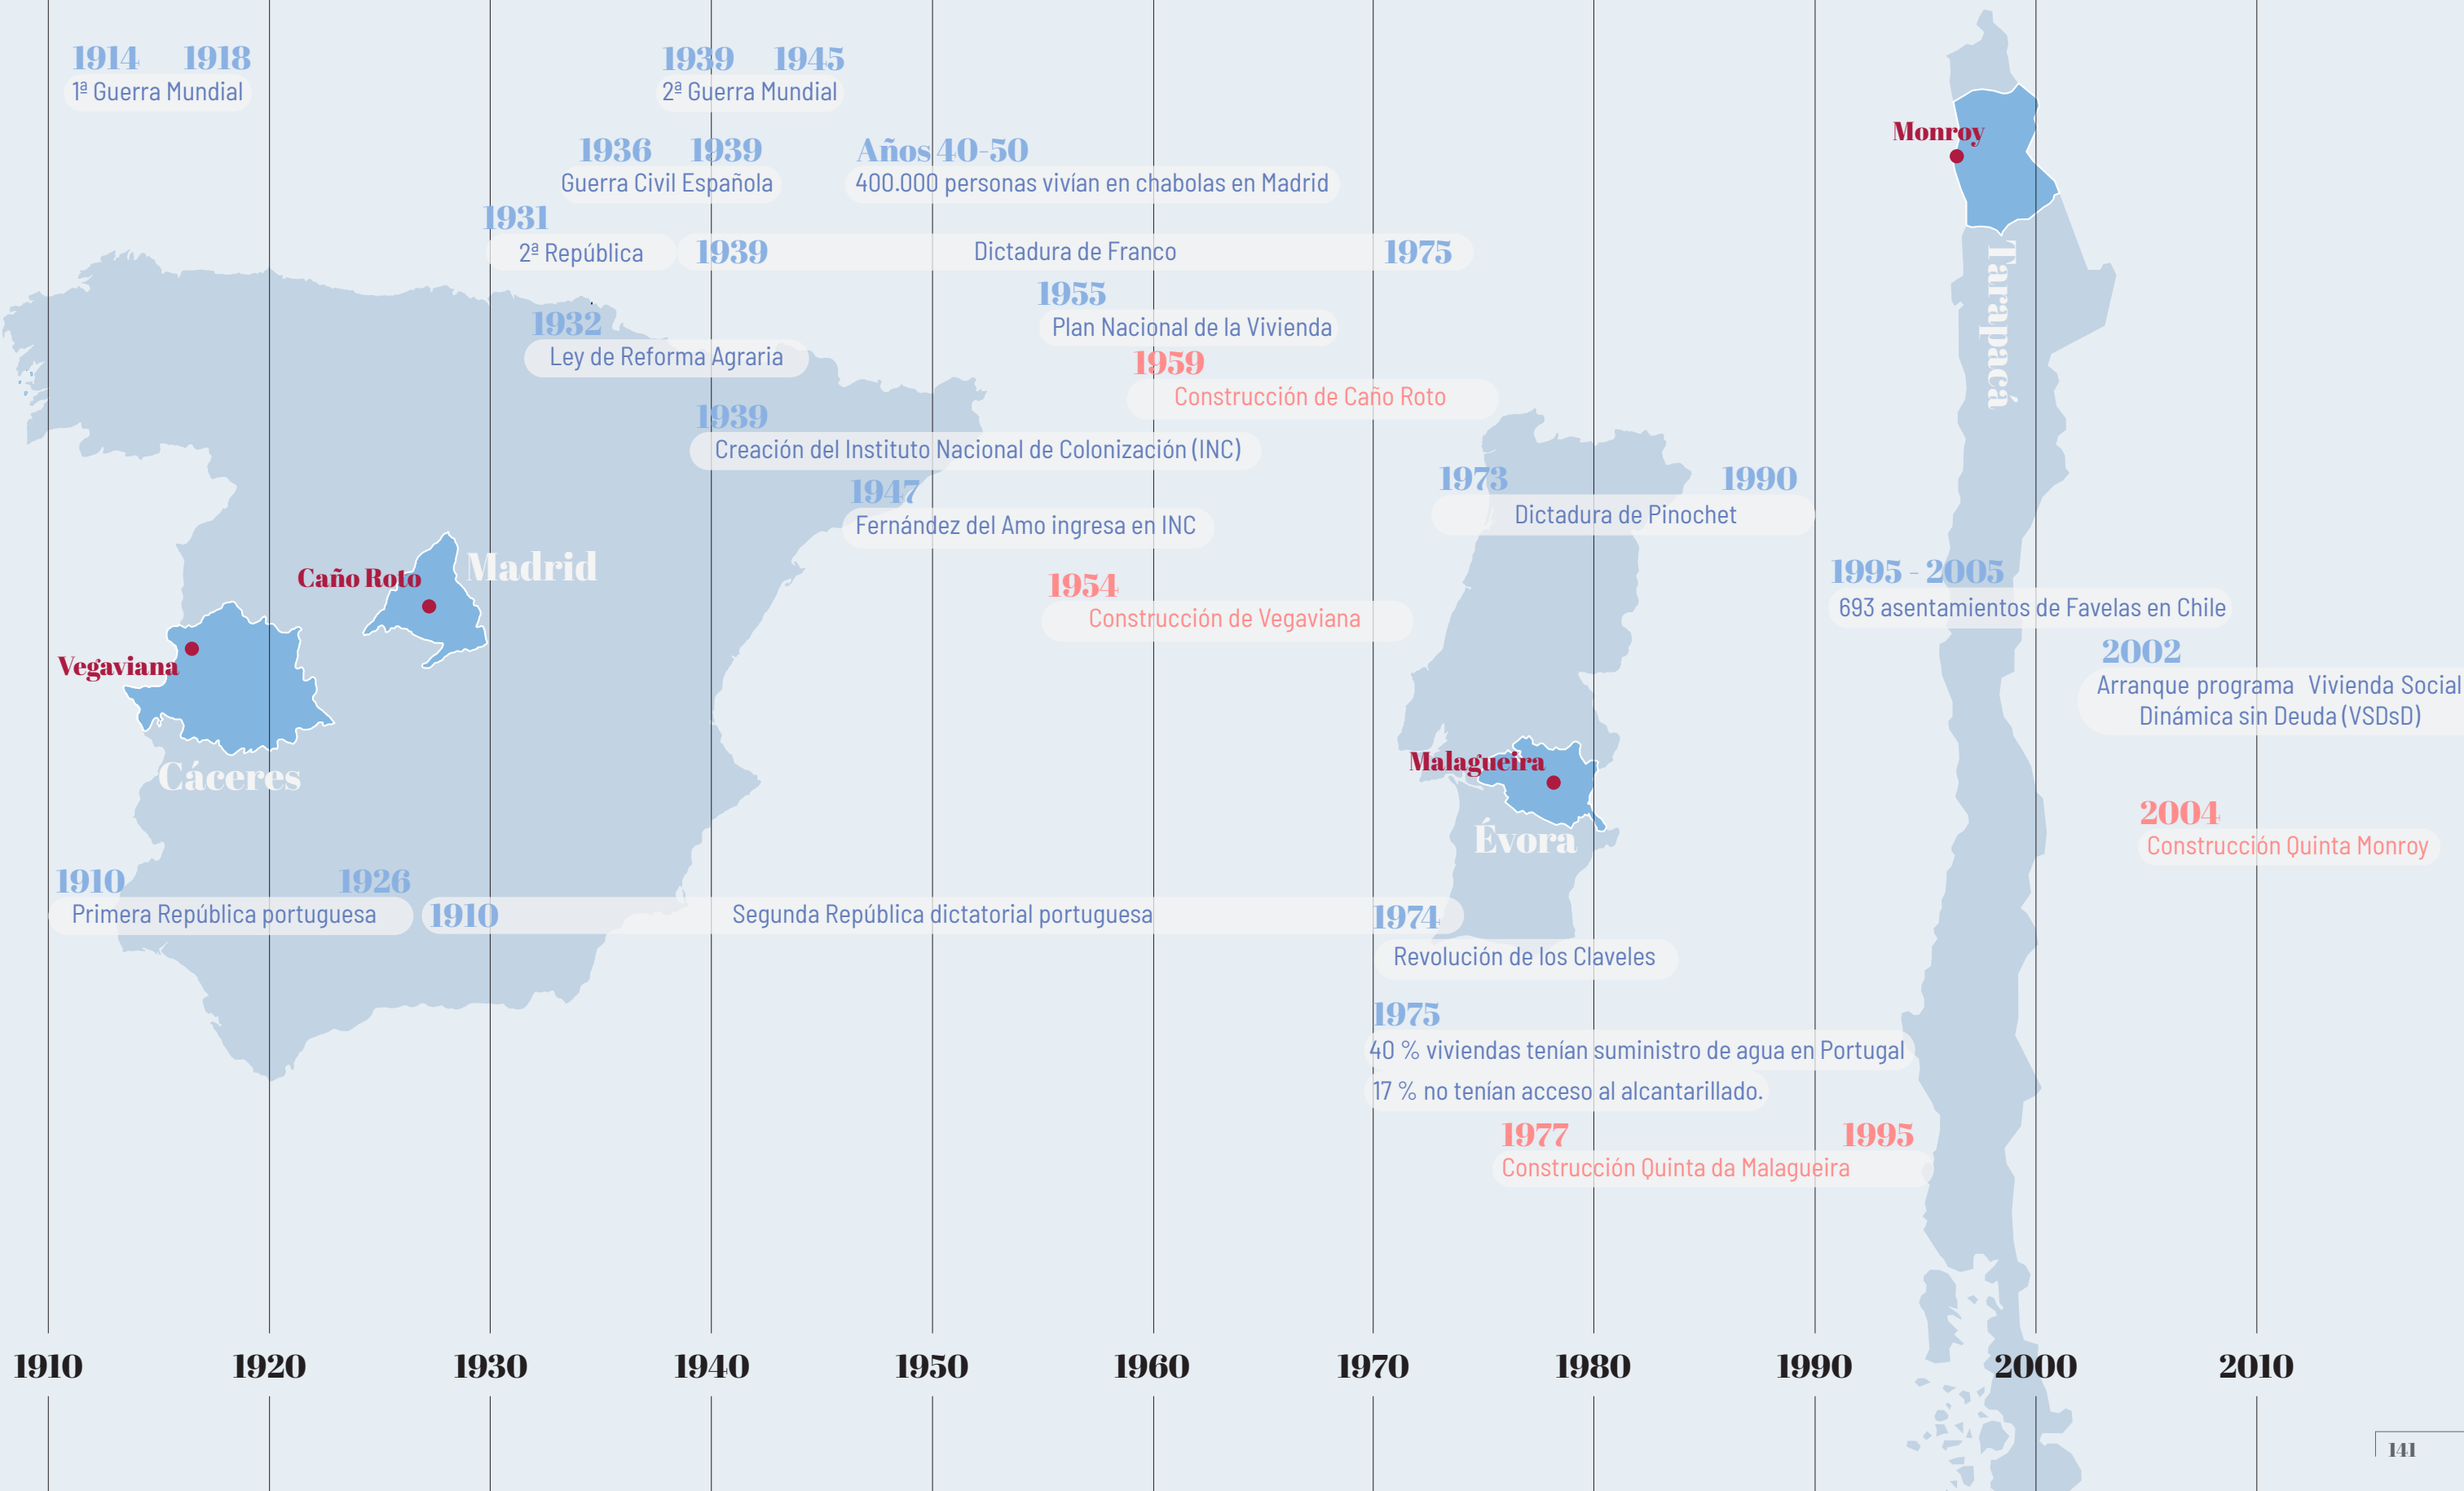 1914 1918
1ª Guerra Mundial
1939 1945
2ª Guerra Mundial
1936 1939
Guerra Civil Española
Años 40-50
400.000 personas vivían en chabolas en Madrid
1931
2ª República
1939 Dictadura de Franco 1975
1955
Plan Nacional de la Vivienda
1932
Ley de Reforma Agraria
1959
Construcción de Caño Roto
1939
Creación del Instituto Nacional de Colonización (INC)
1947
Fernández del Amo ingresa en INC
1954
Construcción de Vegaviana
Caño Roto
Madrid
Vegaviana
Cáceres
1973 1990
Dictadura de Pinochet
Monroy
Tarapacá
1995 - 2005
693 asentamientos de Favelas en Chile
2002
Arranque programa Vivienda Social
Dinámica sin Deuda (VSDsD)
Malagueira
Évora
2004
Construcción Quinta Monroy
1910 1926
Primera República portuguesa
1910 Segunda República dictatorial portuguesa
1974
Revolución de los Claveles
1975
40 % viviendas tenían suministro de agua en Portugal
17 % no tenían acceso al alcantarillado.
1977 1995
Construcción Quinta da Malagueira
1910 1920 1930 1940 1950 1960 1970 1980 1990 2000 2010
141